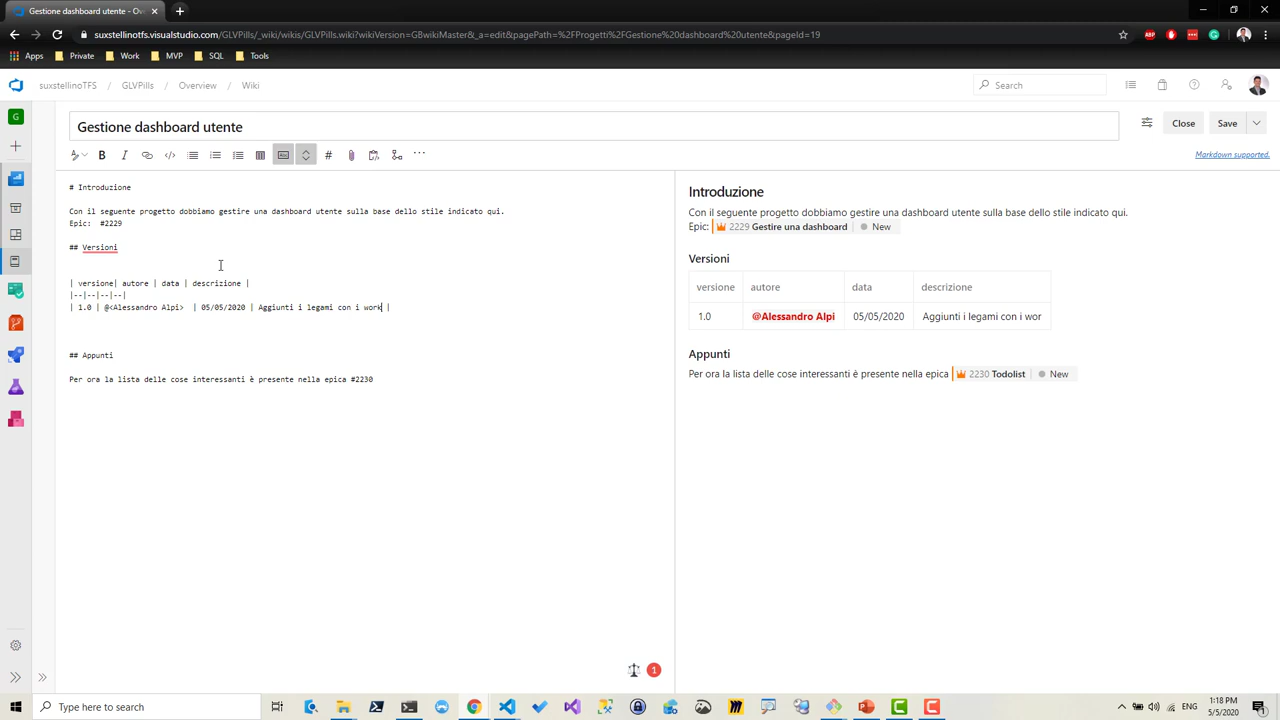 Gestione dashboard utente - Ov
suxstellinotfs.visualstudio.com/GLVPills/_wiki/wikis/GLVPills.wiki?wikiVersion=GBwikiMaster&_a=edit&pagePath=%2FProgetti%2FGestione%20dashboard%20utente&pageId=19
ABP
Apps Private Work MVP SQL Tools
suxstellinoTFS / GLVPills / Overview / Wiki
Search
G
Gestione dashboard utente
Close
Save
B I
Markdown supported.
# Introduzione
Con il seguente progetto dobbiamo gestire una dashboard utente sulla base dello stile indicato qui.
Epic: #2229
## Versioni
| versione| autore | data | descrizione |
|--|--|--|--|
| 1.0 | @<Alessandro Alpi> | 05/05/2020 | Aggiunti i legami con i work |
## Appunti
Per ora la lista delle cose interessanti è presente nella epica #2230
Introduzione
Con il seguente progetto dobbiamo gestire una dashboard utente sulla base dello stile indicato qui.
Epic: 2229 Gestire una dashboard New
Versioni
versione autore data descrizione
1.0 @Alessandro Alpi 05/05/2020 Aggiunti i legami con i wor
Appunti
Per ora la lista delle cose interessanti è presente nella epica 2230 Todolist New
1
Type here to search
ENG
1:18 PM
5/5/2020
1